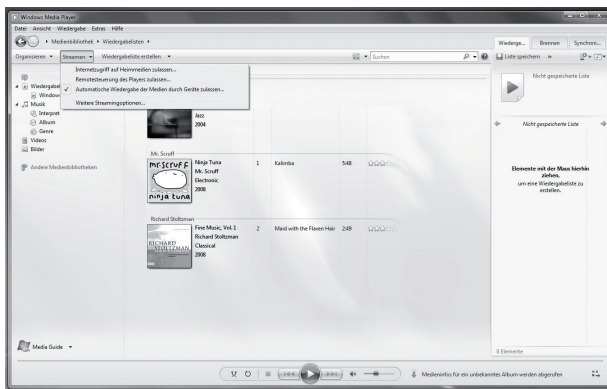 Windows Media Player
Datei Ansicht Wiedergabe Extras Hilfe
Medienbibliothek Wiedergabelisten
Wiederge... Brennen Synchron...
Organisieren Streamen Wiedergabeliste erstellen
Suchen
Liste speichern »
Internetzugriff auf Heimmedien zulassen...
Remotesteuerung des Players zulassen...
Automatische Wiedergabe der Medien durch Geräte zulassen...
Weitere Streamingoptionen...
Nicht gespeicherte Liste
Wiedergabel
Window
Musik
Interpret
Album
Genre
Videos
Bilder
Andere Medienbibliotheken
Jazz
2004
Mr. Scruff
MR.SCRUFF
ninja tuna
Ninja Tuna 1 Kalimba 5:48
Mr. Scruff
Electronic
2008
Richard Stoltzman
RICHARD
STOLTZMAN
Fine Music, Vol. 1 2 Maid with the Flaxen Hair 2:49
Richard Stoltzman
Classical
2008
Nicht gespeicherte Liste
Elemente mit der Maus hierhin
ziehen,
um eine Wiedergabeliste zu
erstellen.
Media Guide
0 Elemente
Medieninfos für ein unbekanntes Album werden abgerufen